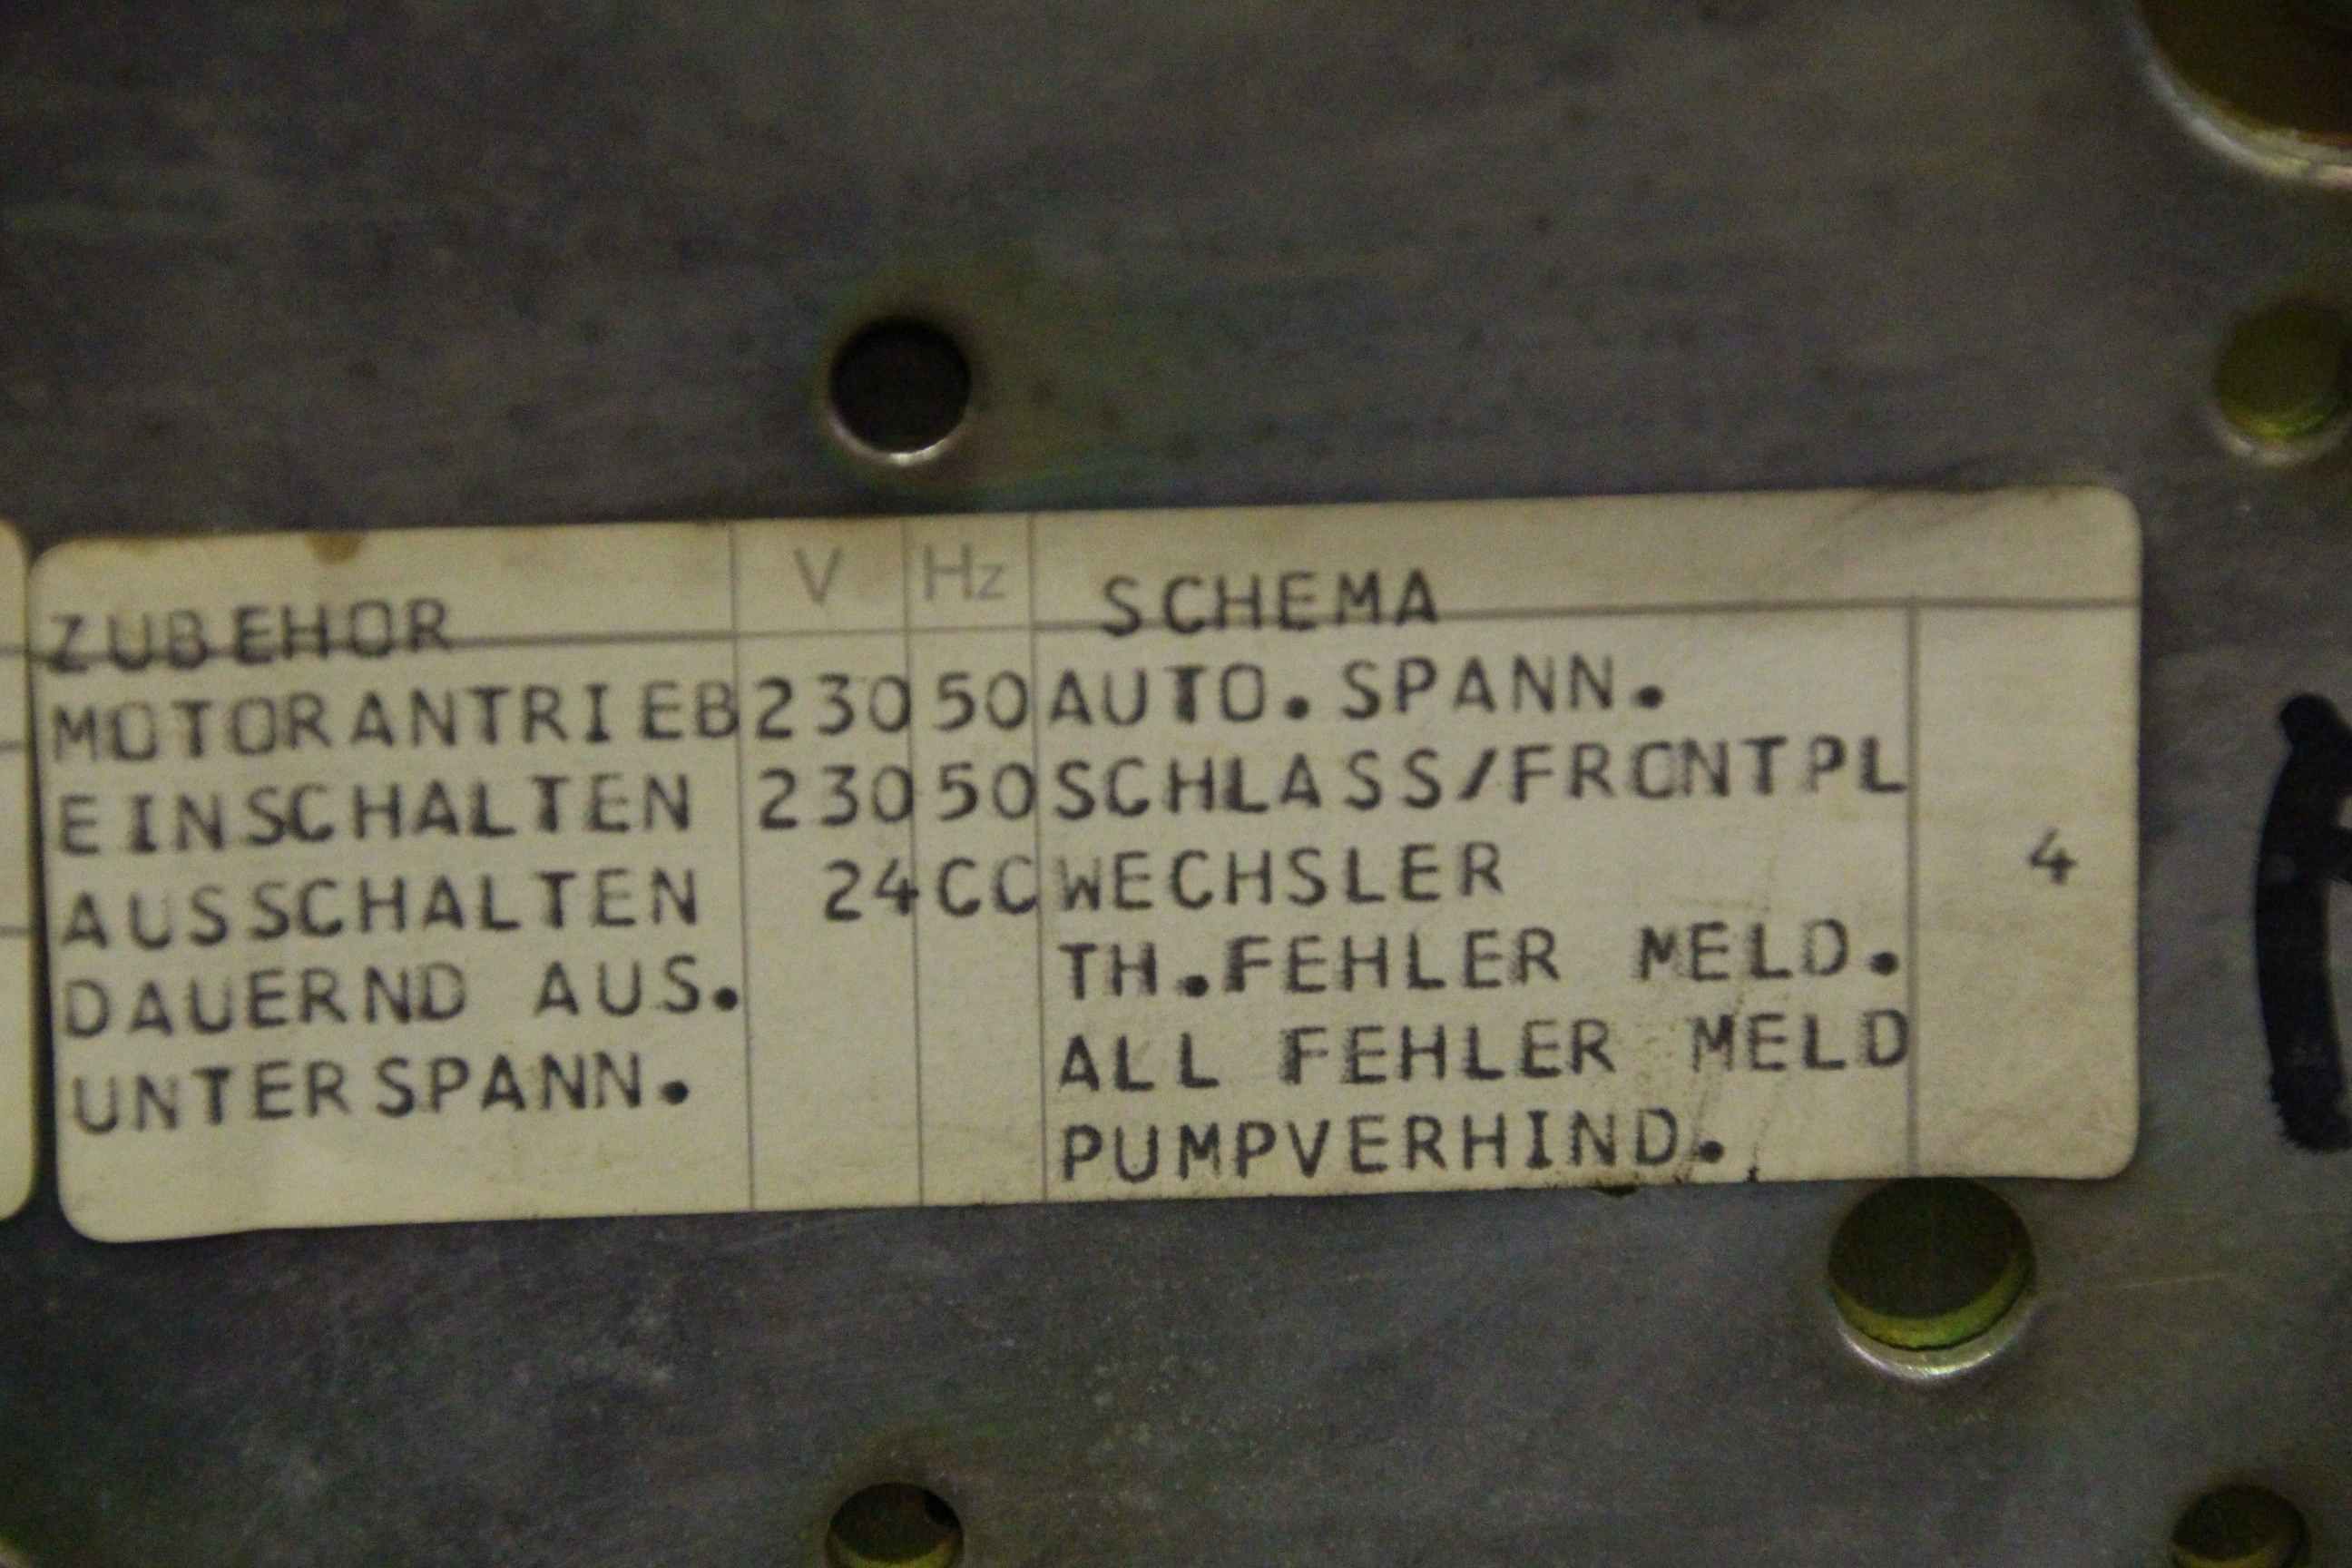 ZUBEHOR V Hz SCHEMA
MOTORANTRIEB 230 50 AUTO.SPANN.
EINSCHALTEN 230 50 SCHLASS/FRONTPL
AUSSCHALTEN 24 CC WECHSLER 4
DAUERND AUS. TH.FEHLER MELD.
UNTERSPANN. ALL FEHLER MELD
PUMPVERHIND.